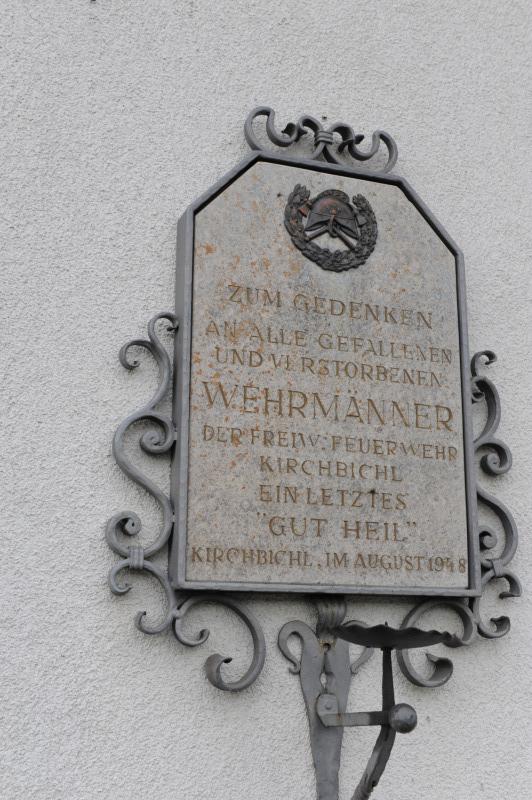 ZUM GEDENKEN
AN ALLE GEFALLENEN
UND VERSTORBENEN
WEHRMÄNNER
DER FREIW. FEUERWEHR
KIRCHBICHL
EIN LETZTES
"GUT HEIL"
KIRCHBICHL, IM AUGUST 1948